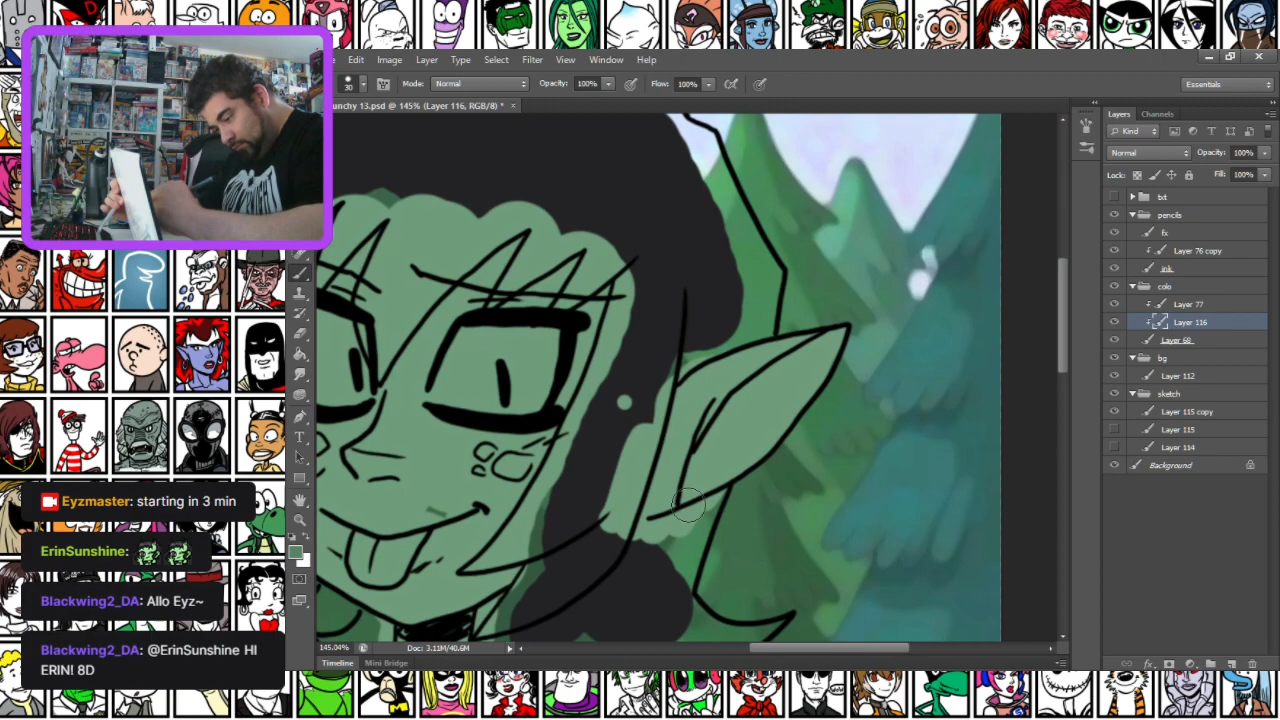 Edit Image Layer Type Select Filter View Window Help
30 Mode: Normal Opacity: 100% Flow: 100% Essentials
unchy 13.psd @ 145% (Layer 116, RGB/8) * ×
Layers Channels
Kind
Normal Opacity: 100%
Lock: Fill: 100%
txt
pencils
fx
Layer 76 copy
ink
colo
Layer 77
Layer 116
Layer 68
bg
Layer 112
sketch
Layer 115 copy
Layer 115
Layer 114
Background
Eyzmaster: starting in 3 min
ErinSunshine:
Blackwing2_DA: Allo Eyz~
Blackwing2_DA: @ErinSunshine HI
ERIN! 8D
145.04% Doc: 3.11M/40.6M
Timeline Mini Bridge